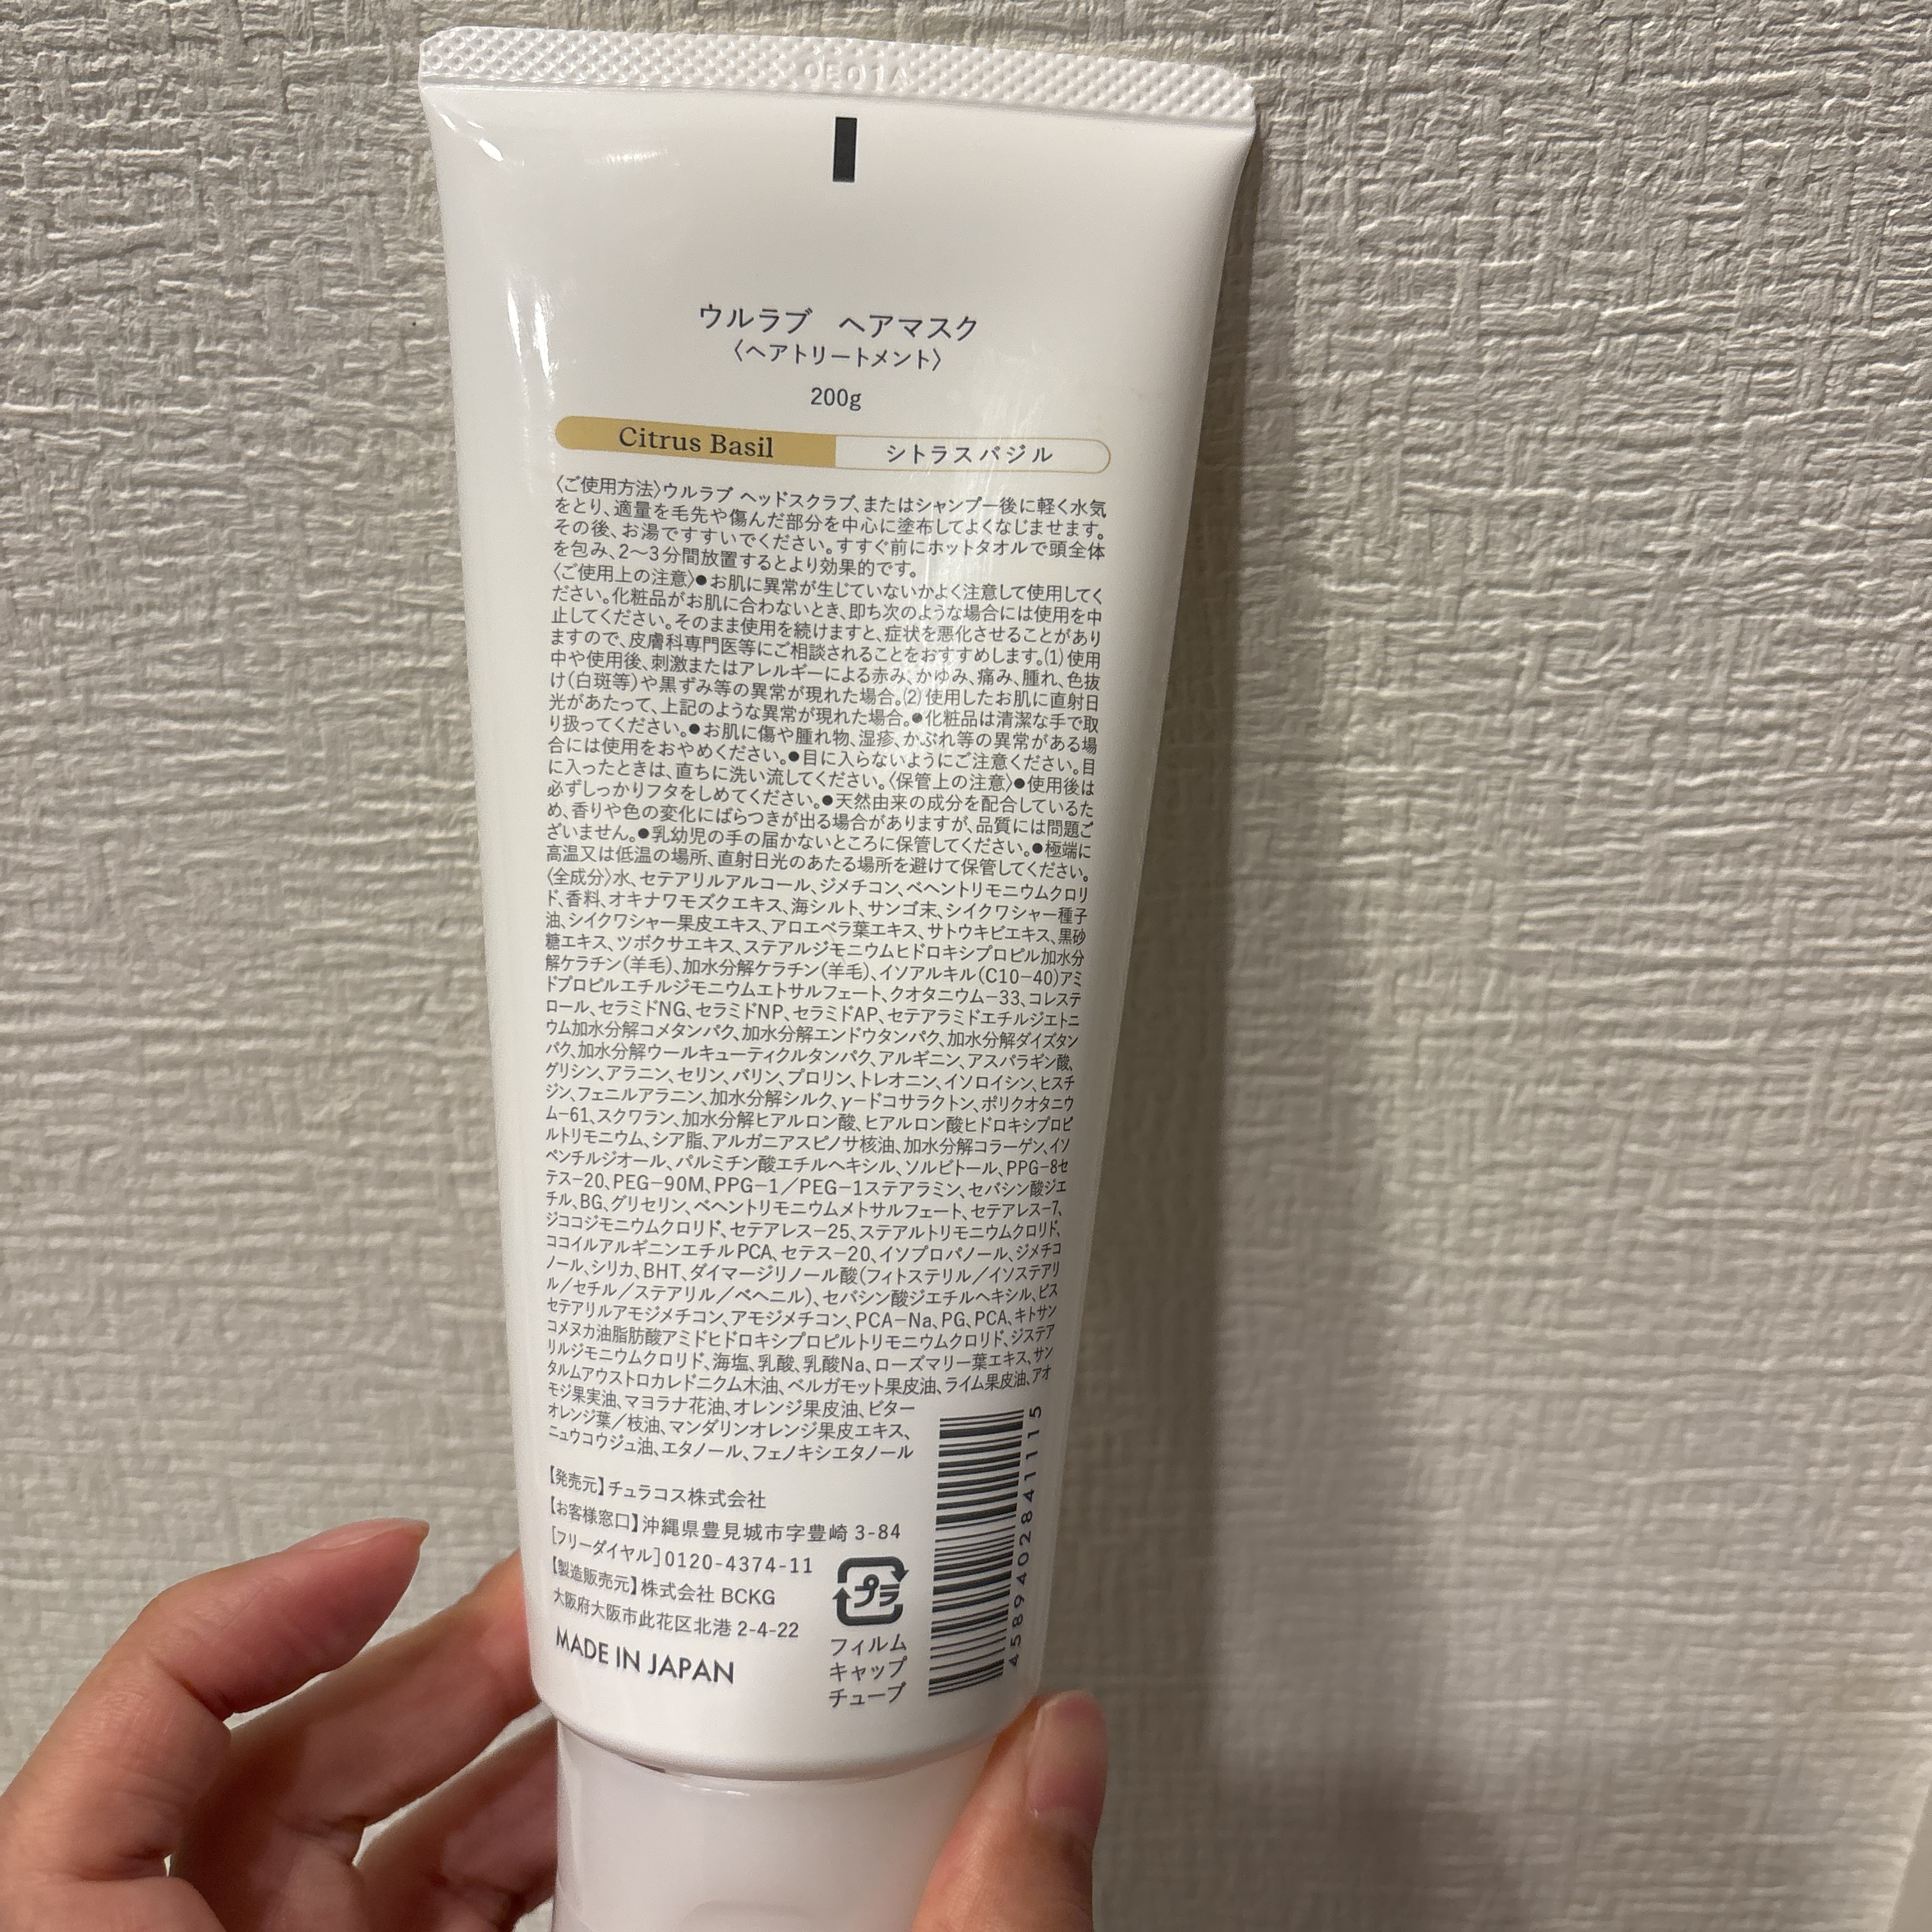 0E01A
ウルラブ ヘアマスク
〈ヘアトリートメント〉
200g
Citrus Basil
シトラスバジル
〈ご使用方法〉ウルラブ ヘッドスクラブ、またはシャンプー後に軽く水気
をとり、適量を毛先や傷んだ部分を中心に塗布してよくなじませます。
その後、お湯ですすいでください。すすぐ前にホットタオルで頭全体
を包み、2〜3分間放置するとより効果的です。
〈ご使用上の注意〉●お肌に異常が生じていないかよく注意して使用してく
ださい。化粧品がお肌に合わないとき、即ち次のような場合には使用を中
止してください。そのまま使用を続けますと、症状を悪化させることがあり
ますので、皮膚科専門医等にご相談されることをおすすめします。(1)使用
中や使用後、刺激またはアレルギーによる赤み、かゆみ、痛み、腫れ、色抜
け(白斑等)や黒ずみ等の異常が現れた場合。(2)使用したお肌に直射日
光があたって、上記のような異常が現れた場合。●化粧品は清潔な手で取
り扱ってください。●お肌に傷や腫れ物、湿疹、かぶれ等の異常がある場
合には使用をおやめください。●目に入らないようにご注意ください。目
に入ったときは、直ちに洗い流してください。〈保管上の注意〉●使用後は
必ずしっかりフタをしめてください。●天然由来の成分を配合しているた
め、香りや色の変化にばらつきが出る場合がありますが、品質には問題ご
ざいません。●乳幼児の手の届かないところに保管してください。●極端に
高温又は低温の場所、直射日光のあたる場所を避けて保管してください。
〈全成分〉水、セテアリルアルコール、ジメチコン、ベヘントリモニウムクロリ
ド、香料、オキナワモズクエキス、海シルト、サンゴ末、シイクワシャー種子
油、シイクワシャー果皮エキス、アロエベラ葉エキス、サトウキビエキス、黒砂
糖エキス、ツボクサエキス、ステアルジモニウムヒドロキシプロピル加水分
解ケラチン(羊毛)、加水分解ケラチン(羊毛)、イソアルキル(C10-40)アミ
ドプロピルエチルジモニウムエトサルフェート、クオタニウム-33、コレステ
ロール、セラミドNG、セラミドNP、セラミドAP、セテアラミドエチルジエトニ
ウム加水分解コメタンパク、加水分解エンドウタンパク、加水分解ダイズタン
パク、加水分解ウールキューティクルタンパク、アルギニン、アスパラギン酸、
グリシン、アラニン、セリン、バリン、プロリン、トレオニン、イソロイシン、ヒスチ
ジン、フェニルアラニン、加水分解シルク、γ-ドコサラクトン、ポリクオタニウ
ム-61、スクワラン、加水分解ヒアルロン酸、ヒアルロン酸ヒドロキシプロピ
ルトリモニウム、シア脂、アルガニアスピノサ核油、加水分解コラーゲン、イソ
ペンチルジオール、パルミチン酸エチルヘキシル、ソルビトール、PPG-8セ
テス-20、PEG-90M、PPG-1／PEG-1ステアラミン、セバシン酸ジエ
チル、BG、グリセリン、ベヘントリモニウムメトサルフェート、セテアレス-7、
ジココジモニウムクロリド、セテアレス-25、ステアルトリモニウムクロリド、
ココイルアルギニンエチルPCA、セテス-20、イソプロパノール、ジメチコ
ノール、シリカ、BHT、ダイマージリノール酸(フィトステリル／イソステアリ
ル／セチル／ステアリル／ベヘニル)、セバシン酸ジエチルヘキシル、ビス
セテアリルアモジメチコン、アモジメチコン、PCA-Na、PG、PCA、キトサン
コメヌカ油脂肪酸アミドヒドロキシプロピルトリモニウムクロリド、ジステア
リルジモニウムクロリド、海塩、乳酸、乳酸Na、ローズマリー葉エキス、サン
タルムアウストロカレドニクム木油、ベルガモット果皮油、ライム果皮油、アオ
モジ果実油、マヨラナ花油、オレンジ果皮油、ビター
オレンジ葉／枝油、マンダリンオレンジ果皮エキス、
ニュウコウジュ油、エタノール、フェノキシエタノール
【発売元】チュラコス株式会社
【お客様窓口】沖縄県豊見城市字豊崎 3-84
[フリーダイヤル]0120-4374-11
【製造販売元】株式会社 BCKG
大阪府大阪市此花区北港 2-4-22
MADE IN JAPAN
プラ
フィルム
キャップ
チューブ
4589402841115